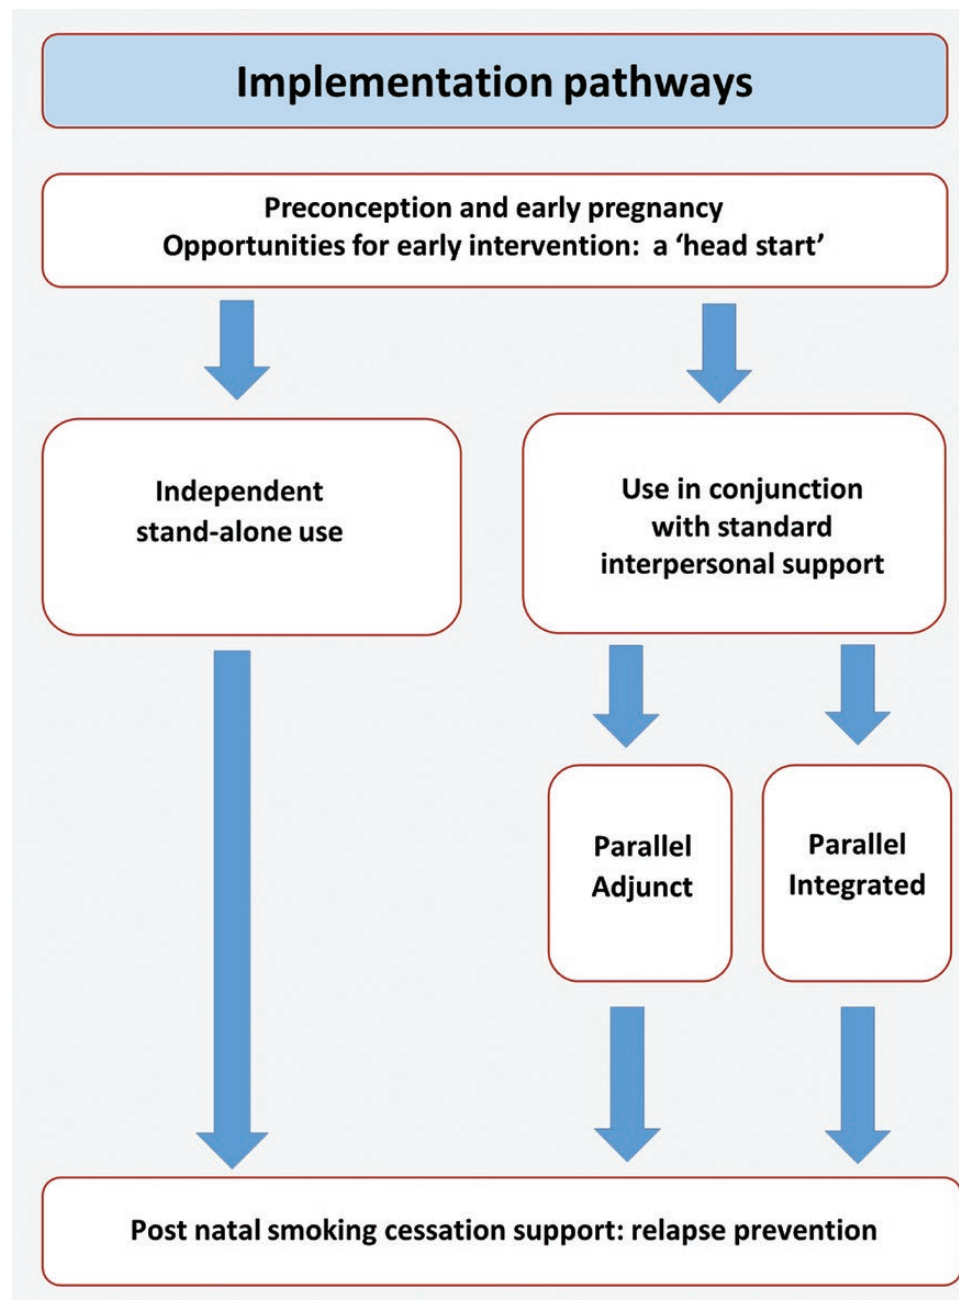 Implementation pathways
Preconception and early pregnancy
Opportunities for early intervention:  a ‘head start’
Independent
stand-alone use
Use in conjunction
with standard
interpersonal support
Parallel
Adjunct
Parallel
Integrated
Post natal smoking cessation support: relapse prevention